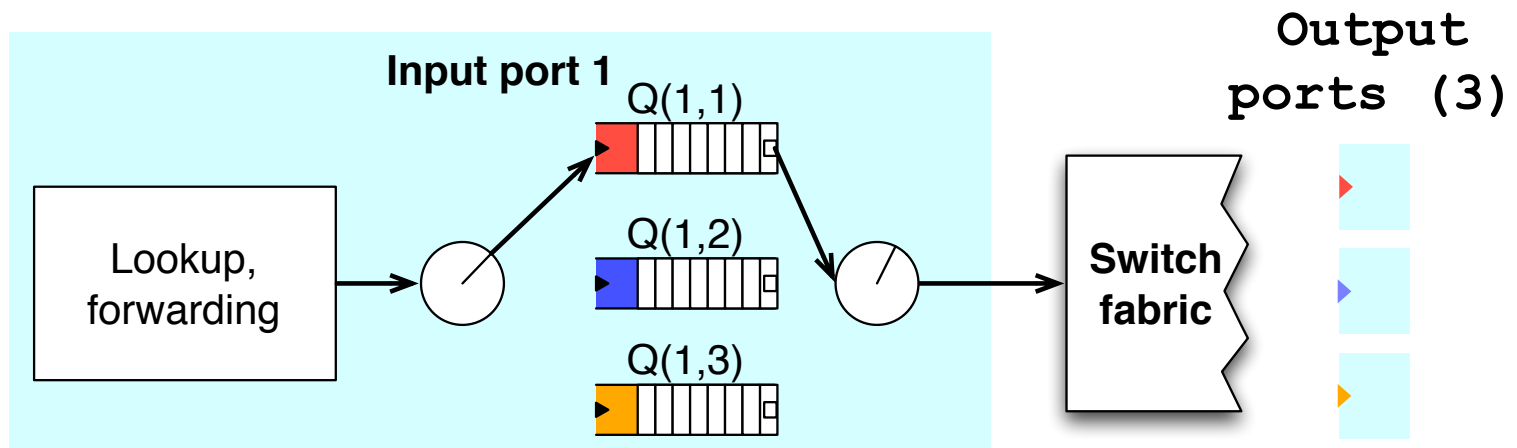 Output
ports (3)
Input port 1
Q(1,1)
Lookup,
forwarding
Q(1,2)
Q(1,3)
Switch
fabric